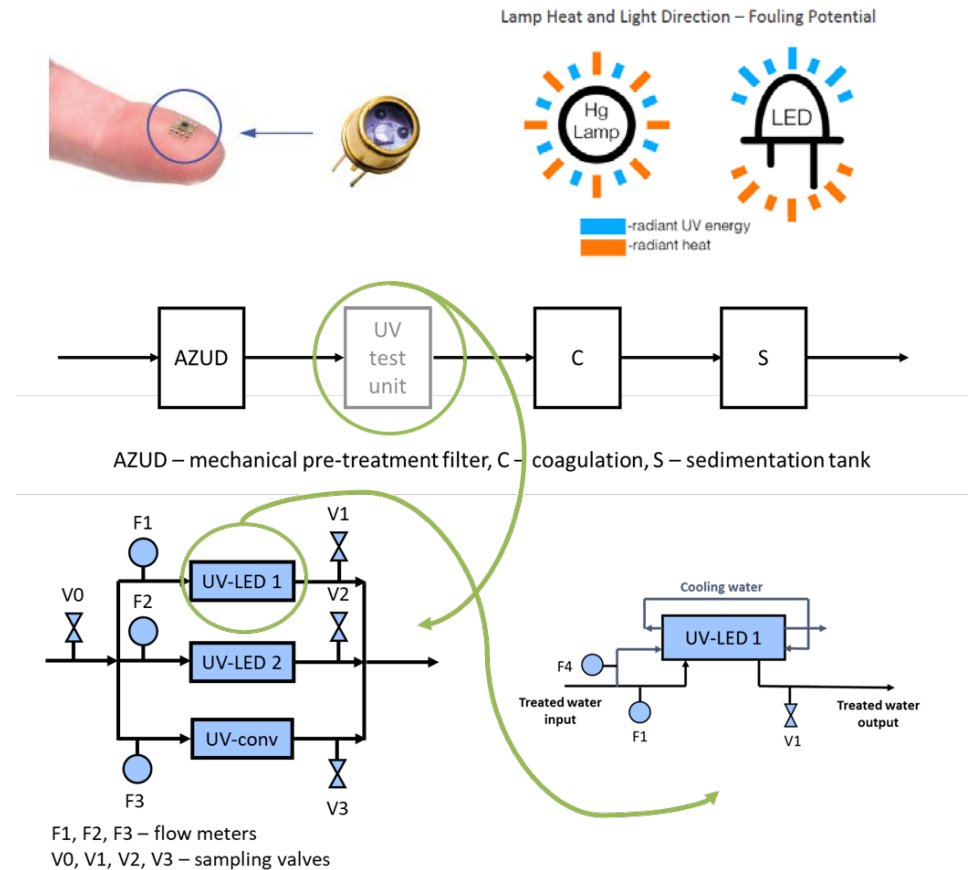 Lamp Heat and Light Direction – Fouling Potential
Hg
Lamp
LED
-radiant UV energy
-radiant heat
AZUD
UV
test
unit
C
S
AZUD – mechanical pre-treatment filter, C – coagulation, S – sedimentation tank
F1
V1
UV-LED 1
V0
F2
V2
UV-LED 2
UV-conv
F3
V3
F1, F2, F3 – flow meters
V0, V1, V2, V3 – sampling valves
Cooling water
UV-LED 1
F4
Treated water
input
F1
V1
Treated water
output